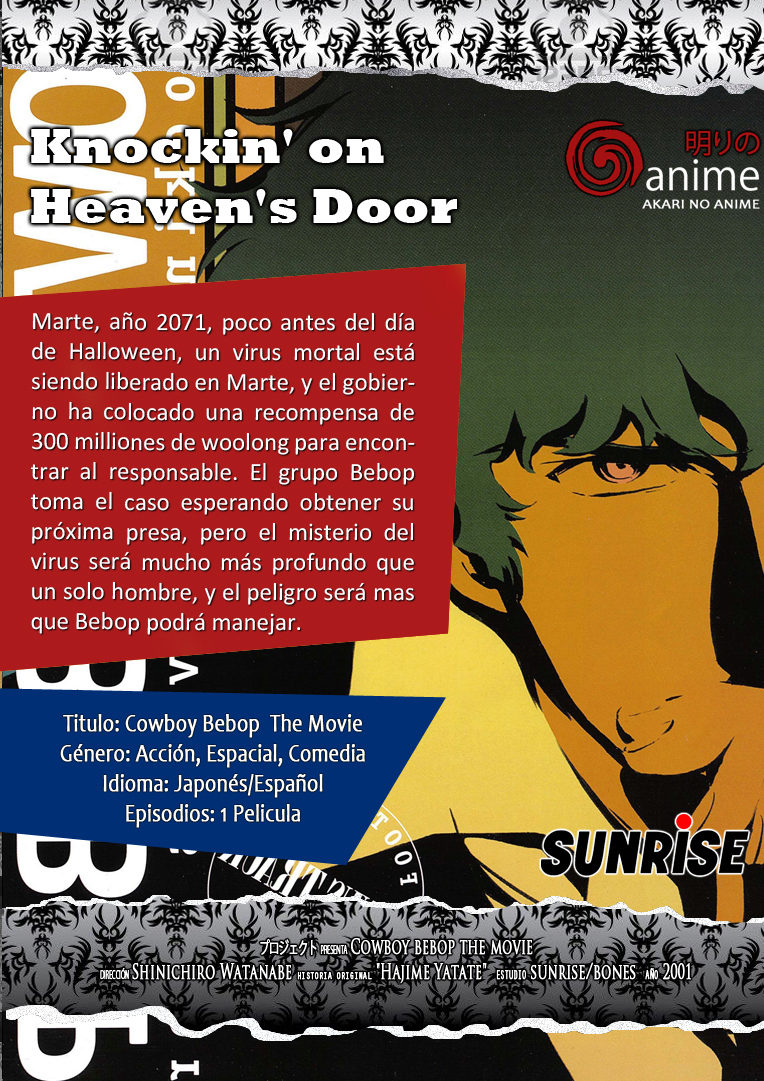 Knockin' on
Heaven's Door
明りの
anime
AKARI NO ANIME
Marte, año 2071, poco antes del día
de Halloween, un virus mortal está
siendo liberado en Marte, y el gobier-
no ha colocado una recompensa de
300 milliones de woolong para encon-
trar al responsable. El grupo Bebop
toma el caso esperando obtener su
próxima presa, pero el misterio del
virus será mucho más profundo que
un solo hombre, y el peligro será mas
que Bebop podrá manejar.
Titulo: Cowboy Bebop The Movie
Género: Acción, Espacial, Comedia
Idioma: Japonés/Español
Episodios: 1 Pelicula
SUNRISE
プロジェクト PRESENTA COWBOY BEBOP THE MOVIE
DIRECCIÓN SHINICHIRO WATANABE HISTORIA ORIGINAL "HAJIME YATATE" ESTUDIO SUNRISE/BONES AÑO 2001